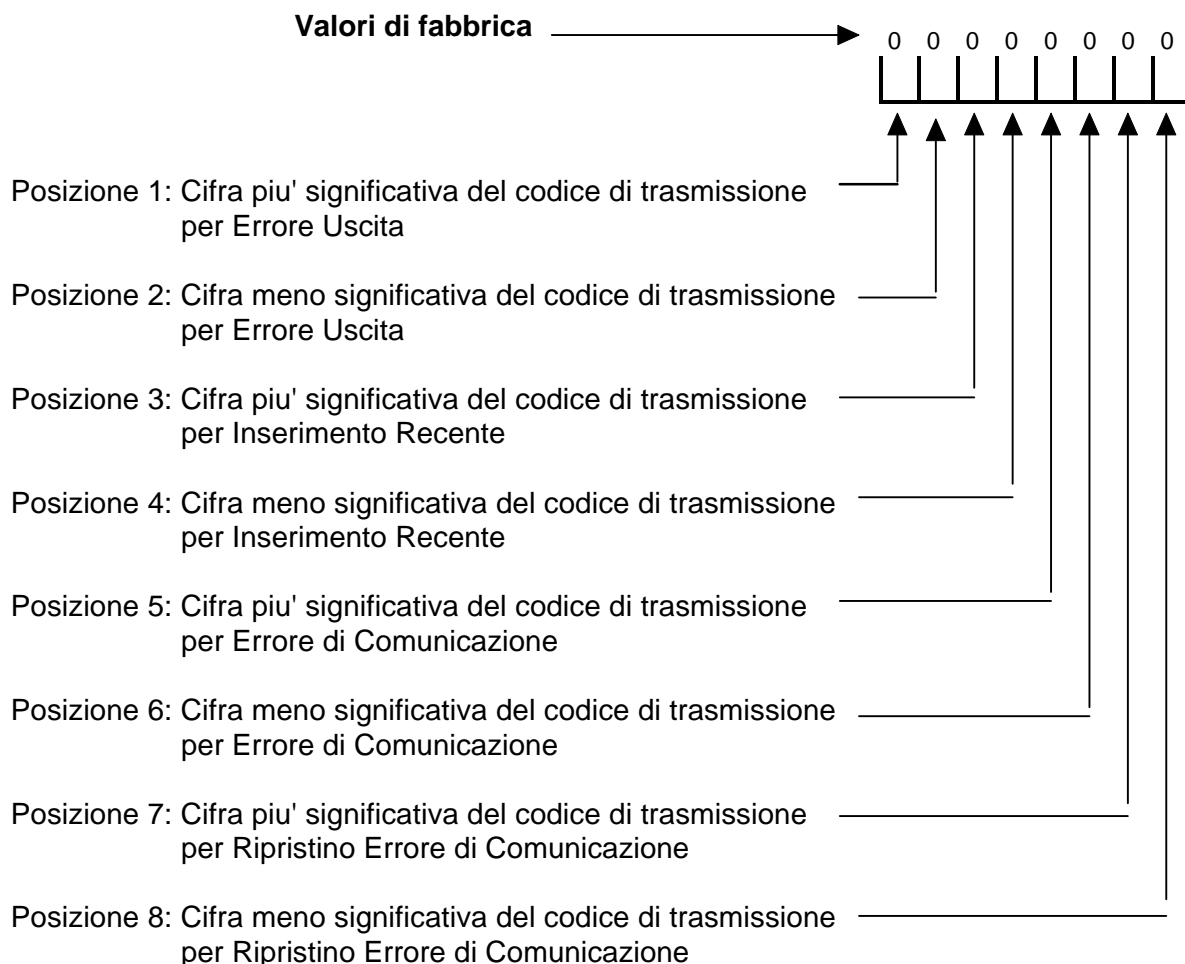 Valori di fabbrica
0 0 0 0 0 0 0 0
Posizione 1: Cifra piu' significativa del codice di trasmissione
per Errore Uscita
Posizione 2: Cifra meno significativa del codice di trasmissione
per Errore Uscita
Posizione 3: Cifra piu' significativa del codice di trasmissione
per Inserimento Recente
Posizione 4: Cifra meno significativa del codice di trasmissione
per Inserimento Recente
Posizione 5: Cifra piu' significativa del codice di trasmissione
per Errore di Comunicazione
Posizione 6: Cifra meno significativa del codice di trasmissione
per Errore di Comunicazione
Posizione 7: Cifra piu' significativa del codice di trasmissione
per Ripristino Errore di Comunicazione
Posizione 8: Cifra meno significativa del codice di trasmissione
per Ripristino Errore di Comunicazione